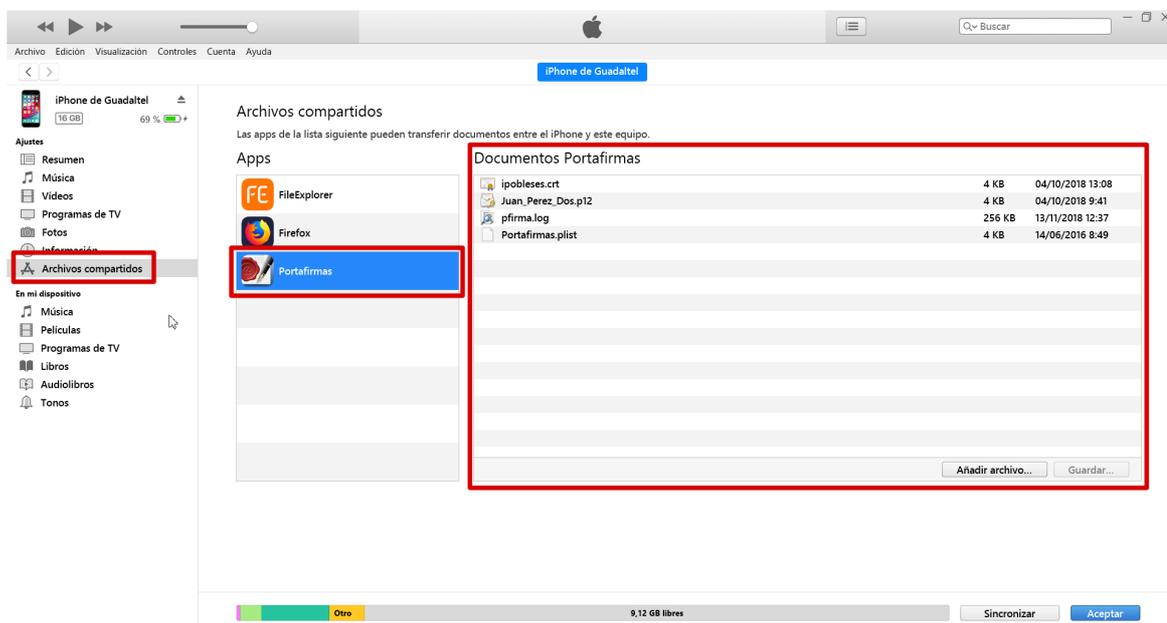 Buscar
Archivo Edición Visualización Controles Cuenta Ayuda
iPhone de Guadaltel
iPhone de Guadaltel
16 GB 69 %
Ajustes
Resumen
Música
Vídeos
Programas de TV
Fotos
Información
Archivos compartidos
En mi dispositivo
Música
Películas
Programas de TV
Libros
Audiolibros
Tonos
Archivos compartidos
Las apps de la lista siguiente pueden transferir documentos entre el iPhone y este equipo.
Apps
FE FileExplorer
Firefox
Portafirmas
Documentos Portafirmas
ipobleses.crt 4 KB 04/10/2018 13:08
Juan_Perez_Dos.p12 4 KB 04/10/2018 9:41
pfirma.log 256 KB 13/11/2018 12:37
Portafirmas.plist 4 KB 14/06/2016 8:49
Añadir archivo... Guardar...
Otro 9,12 GB libres Sincronizar Aceptar